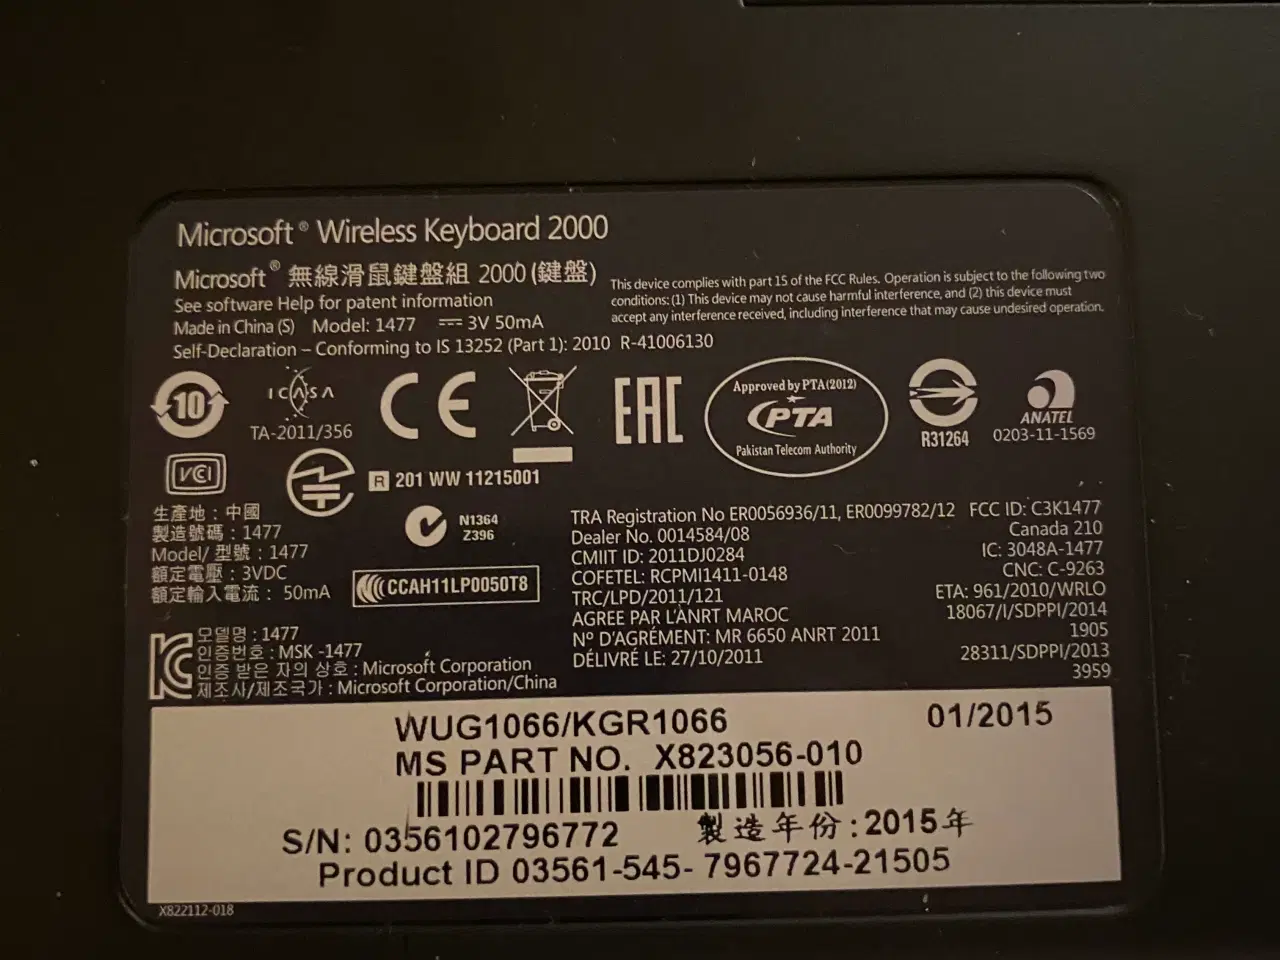 Microsoft® Wireless Keyboard 2000
Microsoft® 無線滑鼠鍵盤組 2000 (鍵盤)
See software Help for patent information
Made in China (S) Model: 1477 ⎓ 3V 50mA
Self-Declaration – Conforming to IS 13252 (Part 1): 2010 R-41006130
This device complies with part 15 of the FCC Rules. Operation is subject to the following two
conditions: (1) This device may not cause harmful interference, and (2) this device must
accept any interference received, including interference that may cause undesired operation.
10
ICASA
TA-2011/356
CE
EAC
Approved by PTA (2012)
PTA
Pakistan Telecom Authority
R31264
ANATEL
0203-11-1569
VCI
R 201 WW 11215001
N1364
Z396
生產地 : 中國
製造號碼 : 1477
Model/ 型號 : 1477
額定電壓 : 3VDC
額定輸入電流 : 50mA
CCAH11LP0050T8
모델명 : 1477
인증번호 : MSK -1477
인증 받은 자의 상호 : Microsoft Corporation
제조사/제조국가 : Microsoft Corporation/China
TRA Registration No ER0056936/11, ER0099782/12
Dealer No. 0014584/08
CMIIT ID: 2011DJ0284
COFETEL: RCPMI1411-0148
TRC/LPD/2011/121
AGREE PAR L'ANRT MAROC
N° D'AGRÉMENT: MR 6650 ANRT 2011
DÉLIVRÉ LE: 27/10/2011
FCC ID: C3K1477
Canada 210
IC: 3048A-1477
CNC: C-9263
ETA: 961/2010/WRLO
18067/I/SDPPI/2014
1905
28311/SDPPI/2013
3959
WUG1066/KGR1066
01/2015
MS PART NO. X823056-010
S/N: 0356102796772
製造年份 : 2015年
Product ID 03561-545- 7967724-21505
X822112-018